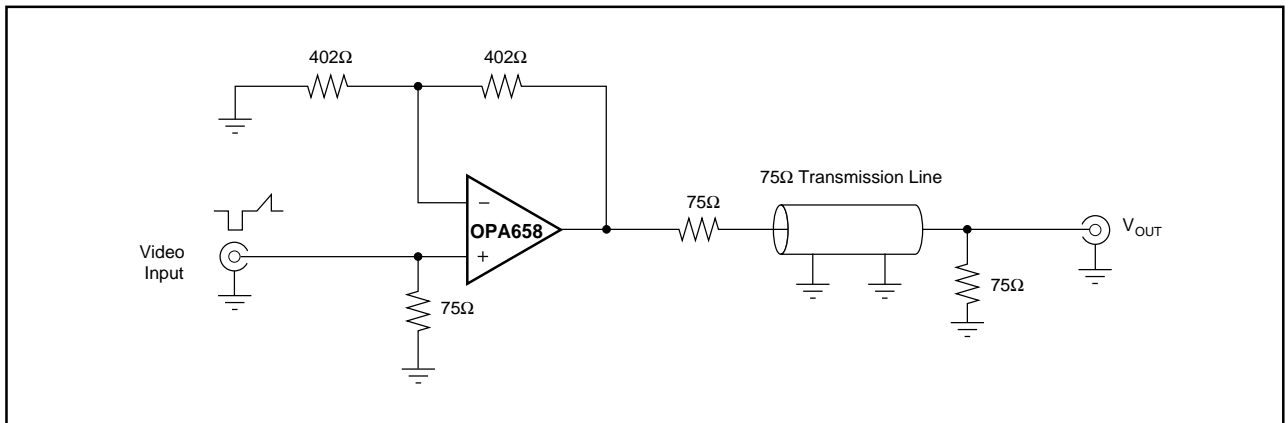 402Ω
402Ω
75Ω Transmission Line
75Ω
−
OPA658
+
Video
Input
75Ω
75Ω
V_OUT